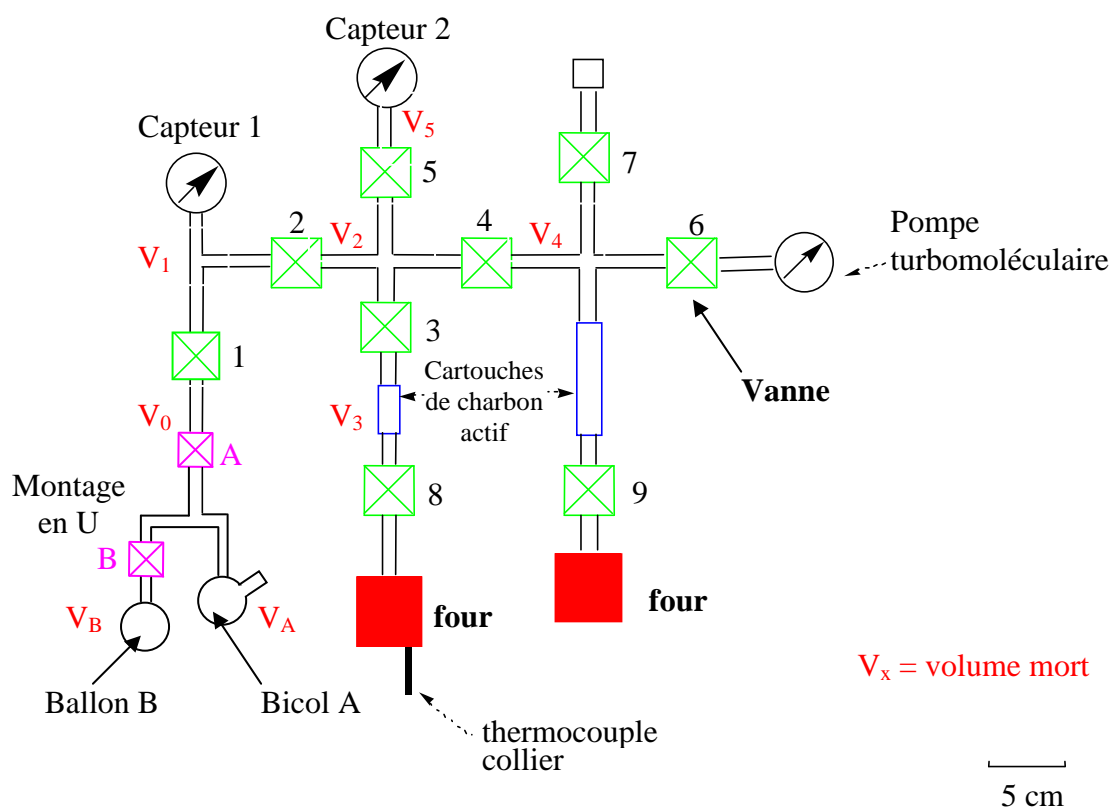 Capteur 2
Capteur 1
V5
5
7
2
V2
4
V4
6
Pompe
turbomoléculaire
V1
3
1
Cartouches
de charbon
actif
Vanne
V0
V3
A
Montage
en U
8
9
B
VB
VA
four
four
Vx = volume mort
Ballon B
Bicol A
thermocouple
collier
5 cm